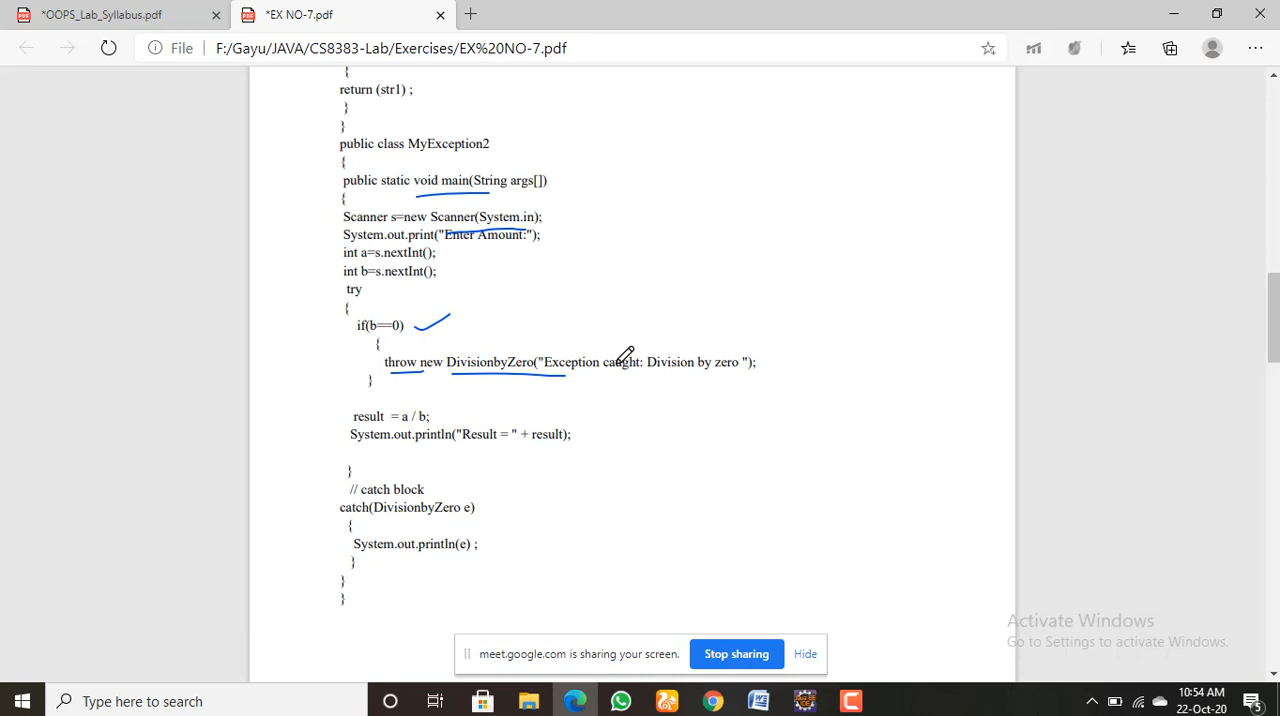 *OOPS_Lab_Syllabus.pdf
*EX NO-7.pdf
File
F:/Gayu/JAVA/CS8383-Lab/Exercises/EX%20NO-7.pdf
{
return (str1) ;
}
}
public class MyException2
{
public static void main(String args[])
{
Scanner s=new Scanner(System.in);
System.out.print("Enter Amount:");
int a=s.nextInt();
int b=s.nextInt();
try
{
if(b==0)
{
throw new DivisionbyZero("Exception caught: Division by zero ");
}
result = a / b;
System.out.println("Result = " + result);
}
// catch block
catch(DivisionbyZero e)
{
System.out.println(e) ;
}
}
}
Activate Windows
Go to Settings to activate Windows.
meet.google.com is sharing your screen.
Stop sharing
Hide
Type here to search
10:54 AM
22-Oct-20
5